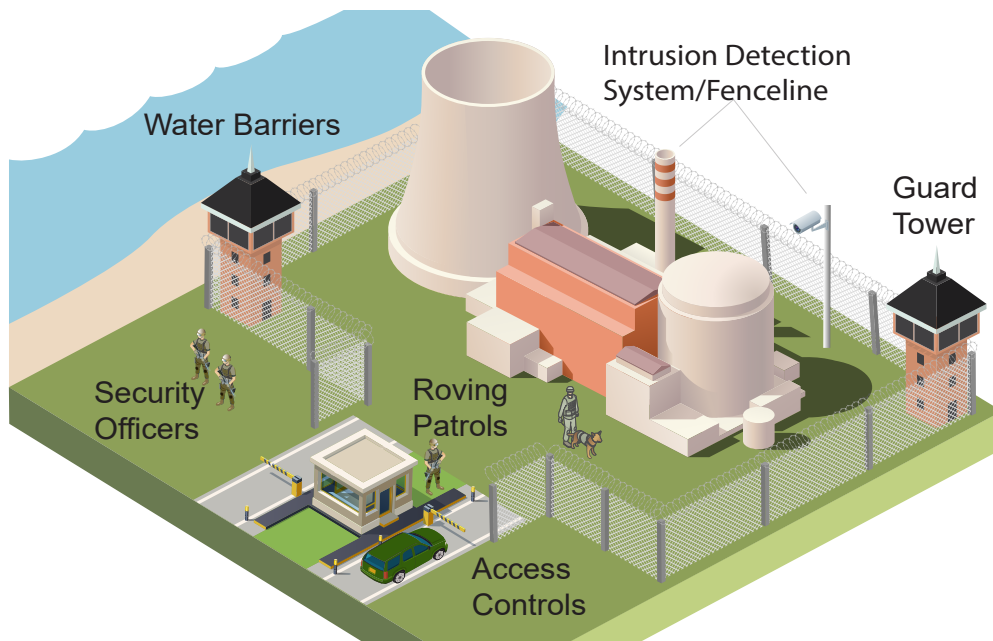 Intrusion Detection
System/Fenceline
Water Barriers
Guard
Tower
Security
Officers
Roving
Patrols
Access
Controls